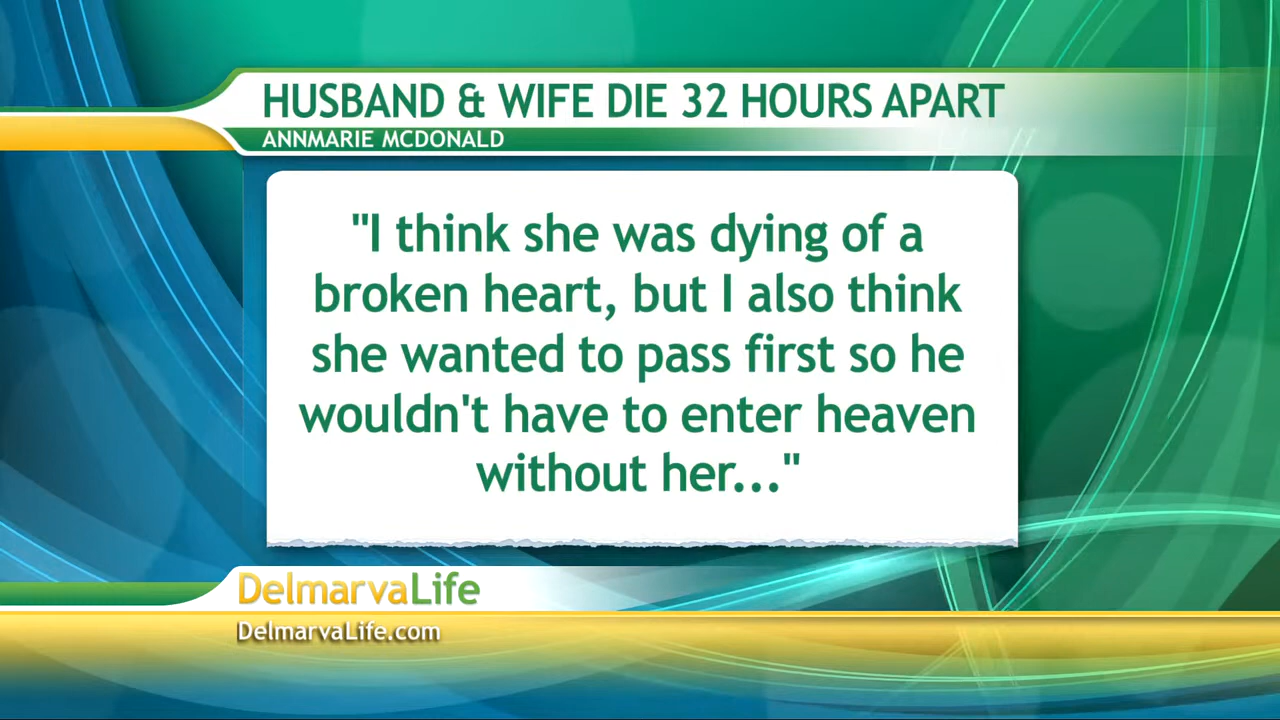 HUSBAND & WIFE DIE 32 HOURS APART
ANNMARIE MCDONALD
"I think she was dying of a
broken heart, but I also think
she wanted to pass first so he
wouldn't have to enter heaven
without her..."
DelmarvaLife
DelmarvaLife.com